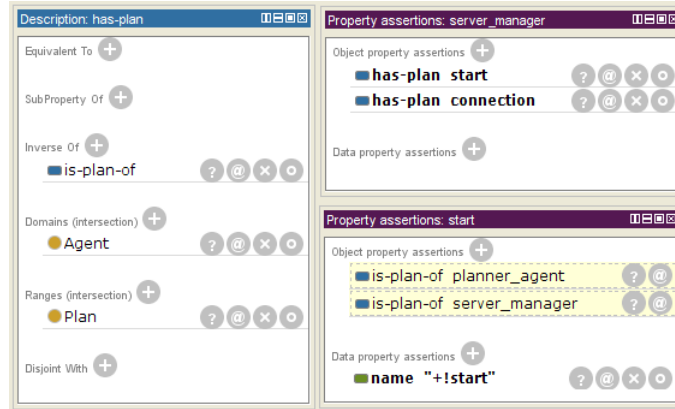 Description: has-plan
Equivalent To
SubProperty Of
Inverse Of
is-plan-of
Domains (intersection)
Agent
Ranges (intersection)
Plan
Disjoint With
Property assertions: server_manager
Object property assertions
has-plan start
has-plan connection
Data property assertions
Property assertions: start
Object property assertions
is-plan-of planner_agent
is-plan-of server_manager
Data property assertions
name "+!start"